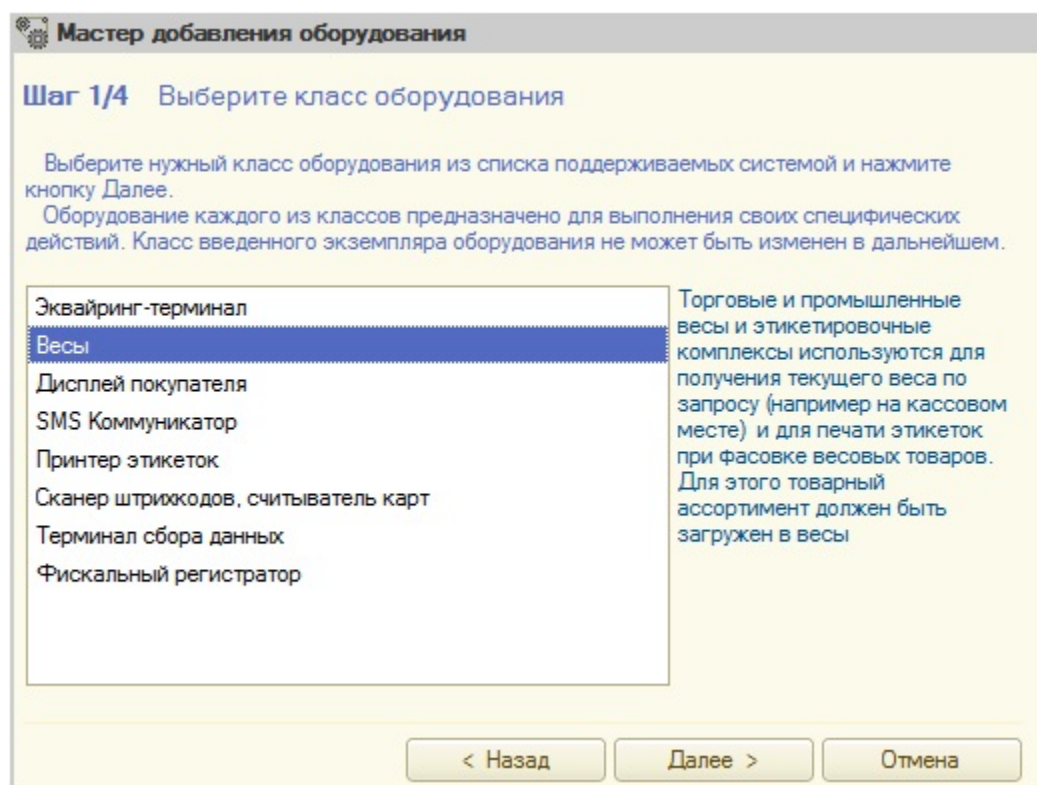 Мастер добавления оборудования
Шаг 1/4 Выберите класс оборудования
Выберите нужный класс оборудования из списка поддерживаемых системой и нажмите
кнопку Далее.
Оборудование каждого из классов предназначено для выполнения своих специфических
действий. Класс введенного экземпляра оборудования не может быть изменен в дальнейшем.
Эквайринг-терминал
Весы
Дисплей покупателя
SMS Коммуникатор
Принтер этикеток
Сканер штрихкодов, считыватель карт
Терминал сбора данных
Фискальный регистратор
Торговые и промышленные
весы и этикетировочные
комплексы используются для
получения текущего веса по
запросу (например на кассовом
месте) и для печати этикеток
при фасовке весовых товаров.
Для этого товарный
ассортимент должен быть
загружен в весы
< Назад
Далее >
Отмена